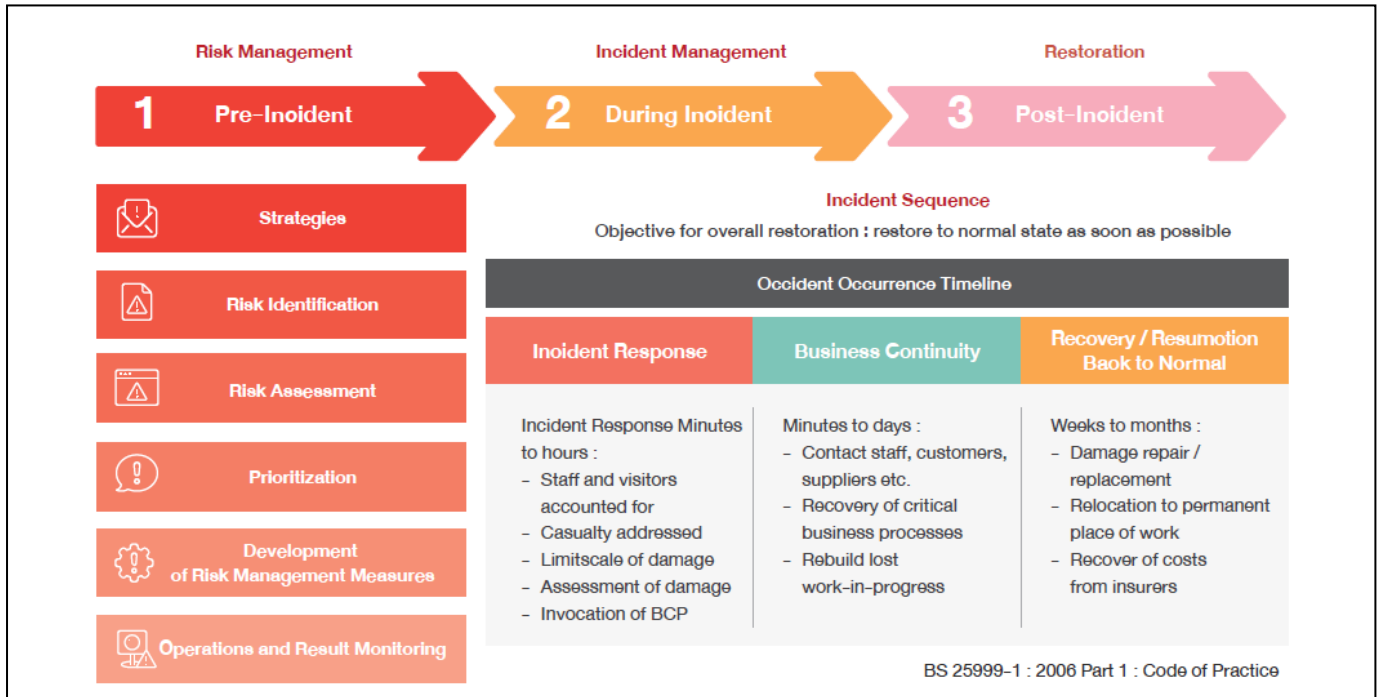 Risk Management
Incident Management
Restoration
1 Pre-Inoident
2 During Inoident
3 Post-Inoident
Strategies
Risk Identification
Risk Assessment
Prioritization
Development
of Risk Management Measures
Operations and Result Monitoring
Incident Sequence
Objective for overall restoration : restore to normal state as soon as possible
Occident Occurrence Timeline
Inoident Response
Incident Response Minutes
to hours :
- Staff and visitors
accounted for
- Casualty addressed
- Limitscale of damage
- Assessment of damage
- Invocation of BCP
Business Continuity
Minutes to days :
- Contact staff, customers,
suppliers etc.
- Recovery of critical
business processes
- Rebuild lost
work-in-progress
Recovery / Resumotion
Baok to Normal
Weeks to months :
- Damage repair /
replacement
- Relocation to permanent
place of work
- Recover of costs
from insurers
BS 25999-1 : 2006 Part 1 : Code of Practice